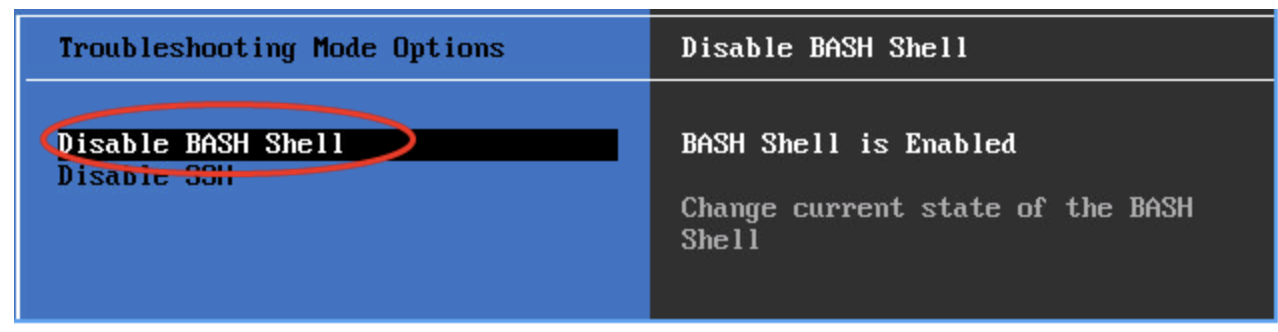 Troubleshooting Mode Options
Disable BASH Shell
Disable BASH Shell
Disable SSH
BASH Shell is Enabled
Change current state of the BASH
Shell